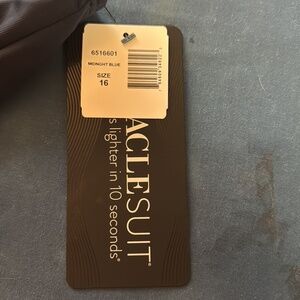 6516601
MIDNIGHT BLUE
SIZE
16
ACLESUIT®
s lighter in 10 seconds®